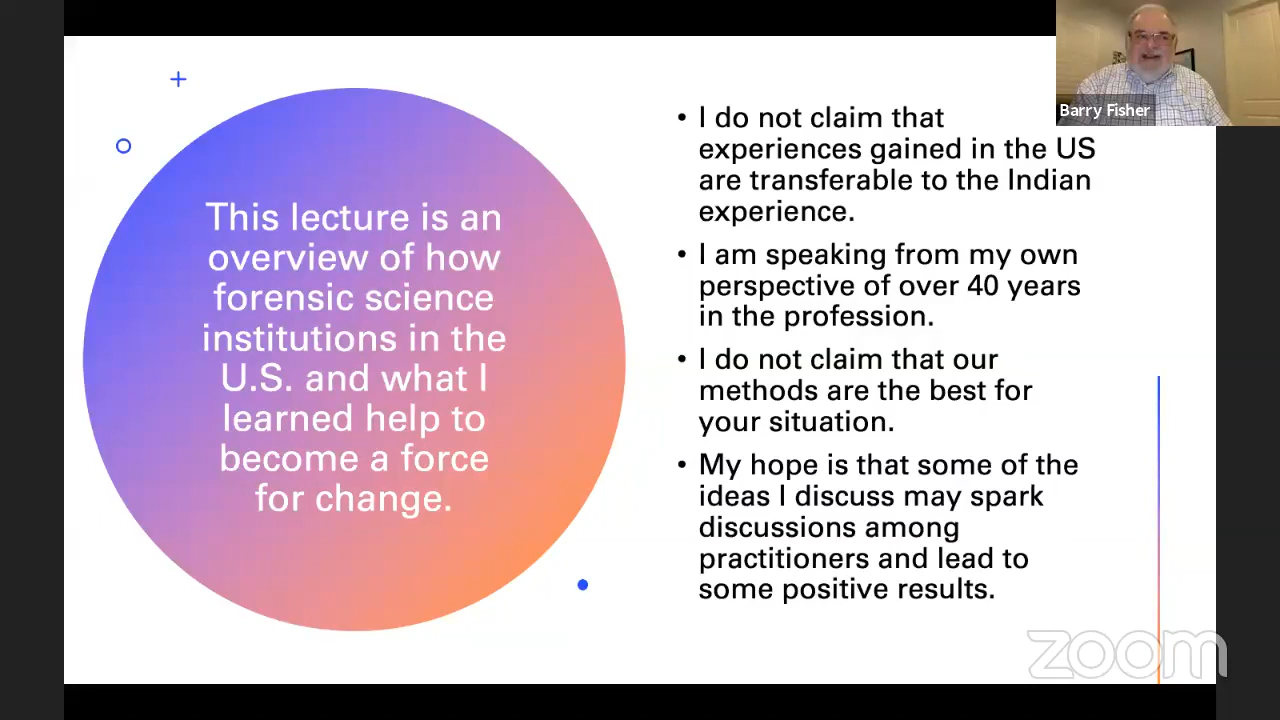 This lecture is an
overview of how
forensic science
institutions in the
U.S. and what I
learned help to
become a force
for change.
• I do not claim that
experiences gained in the US
are transferable to the Indian
experience.
• I am speaking from my own
perspective of over 40 years
in the profession.
• I do not claim that our
methods are the best for
your situation.
• My hope is that some of the
ideas I discuss may spark
discussions among
practitioners and lead to
some positive results.
Barry Fisher
zoom